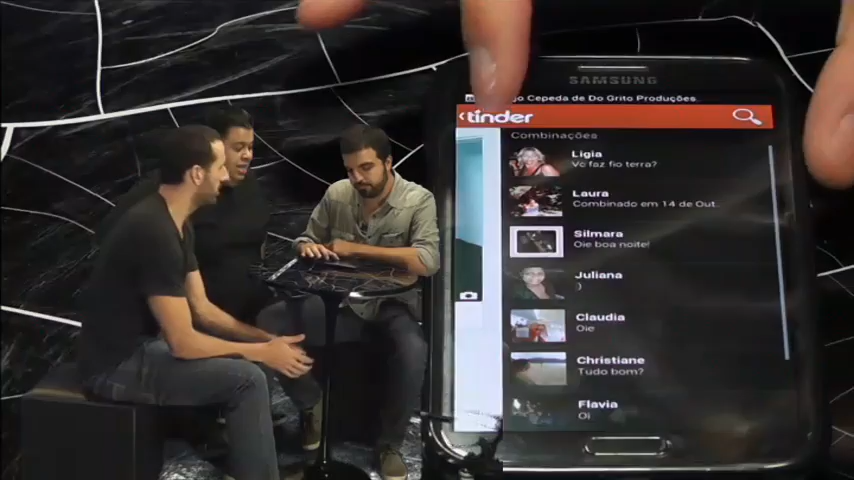 SAMSUNG
go Cepeda de Do Grito Produções.
‹tinder
Combinações
Ligia
Vc faz fio terra?
Laura
Combinado em 14 de Out.
Silmara
Oie boa noite!
Juliana
:)
Claudia
Oie
Christiane
Tudo bom?
Flavia
Oi